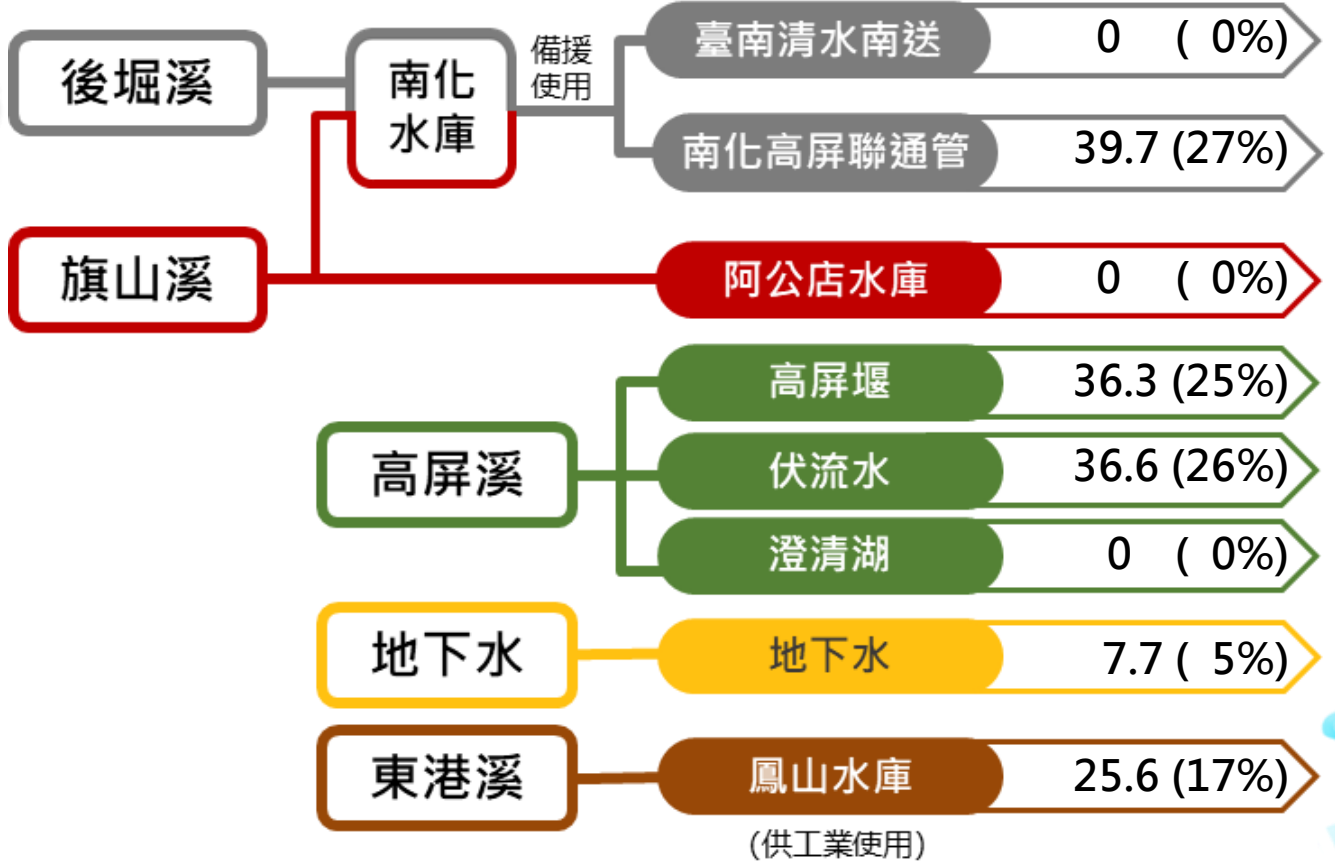 後堀溪
南化
水庫
備援
使用
臺南清水南送 0 ( 0%)
南化高屏聯通管 39.7 (27%)
旗山溪
阿公店水庫 0 ( 0%)
高屏溪
高屏堰 36.3 (25%)
伏流水 36.6 (26%)
澄清湖 0 ( 0%)
地下水
地下水 7.7 ( 5%)
東港溪
鳳山水庫 25.6 (17%)
(供工業使用)